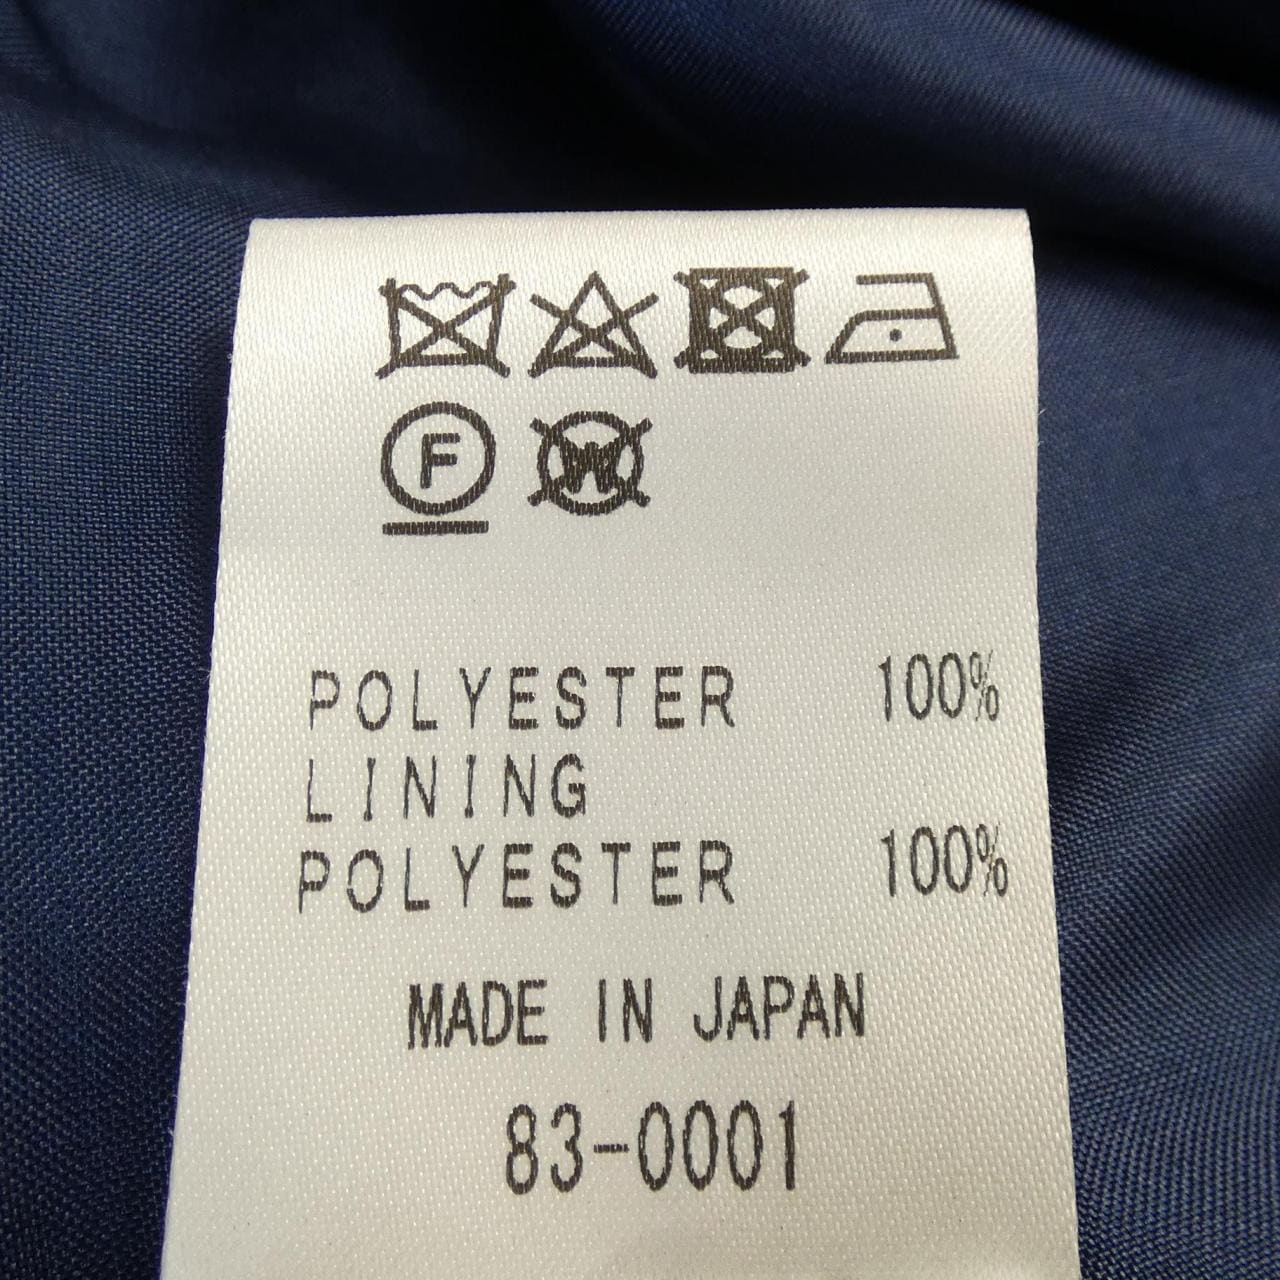 F W
POLYESTER 100%
LINING
POLYESTER 100%
MADE IN JAPAN
83-0001